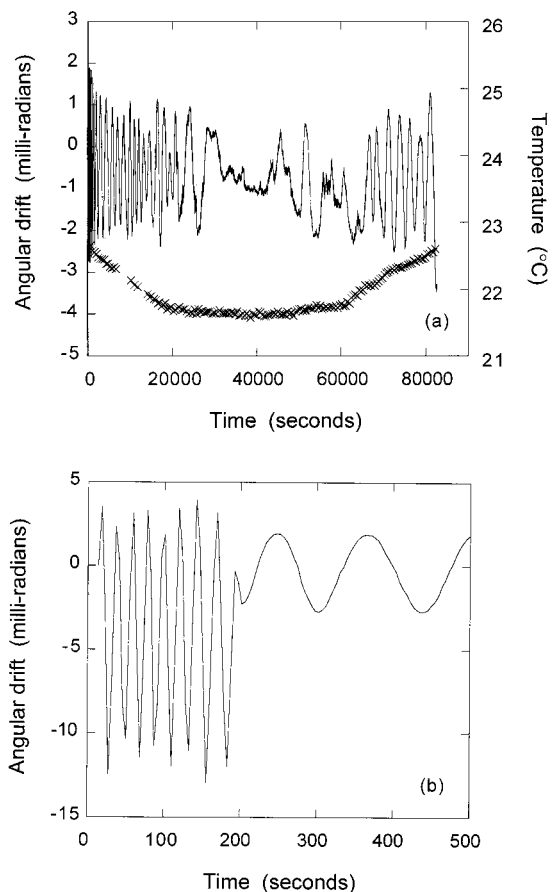 3
2
1
0
-1
-2
-3
-4
-5
Angular drift (milli-radians)
26
25
24
23
22
21
Temperature (°C)
(a)
0 20000 40000 60000 80000
Time (seconds)
5
0
-5
-10
-15
Angular drift (milli-radians)
(b)
0 100 200 300 400 500
Time (seconds)